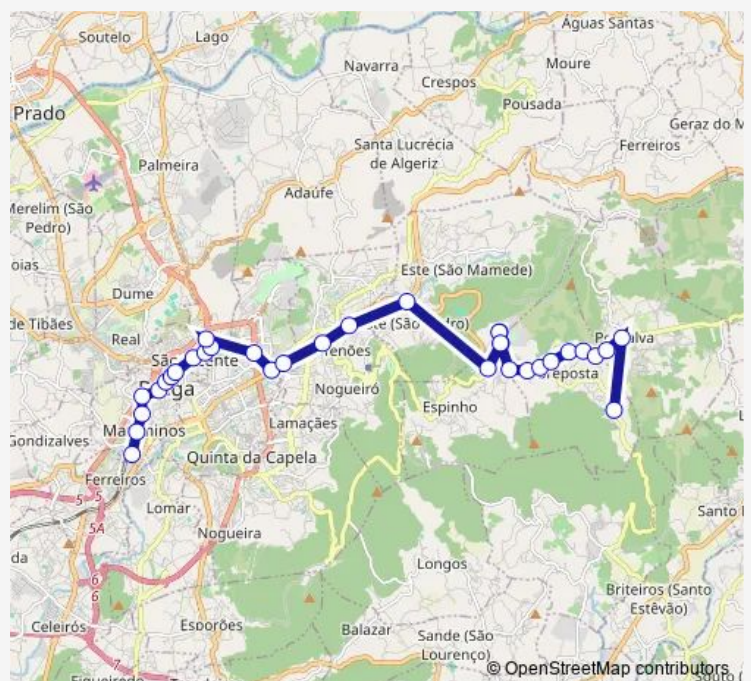 Águas Santas
Soutelo
Lago
Navarra
Moure
Crespos
Pousada
Prado
Geraz do M
Santa Lucrécia
de Algeriz
Ferreiros
Palmeira
Adaúfe
Merelim (São
Pedro)
oias
Este (São Mamede)
Dume
de Tibães
Real
Nogueiró
Espinho
Lamaçães
Gondizalves
Quinta da Capela
Ferreiros
5
5
5A
Lomar
Santo
Nogueira
da
6
6
Longos
Briteiros (Santo
Estêvão)
Celeirós
Esporões
Balazar
Sande (São
Lourenço)
7
© OpenStreetMap contributors